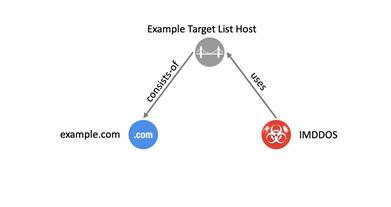 Example Target List Host
consists-of
uses
example.com
.com
IMDDOS